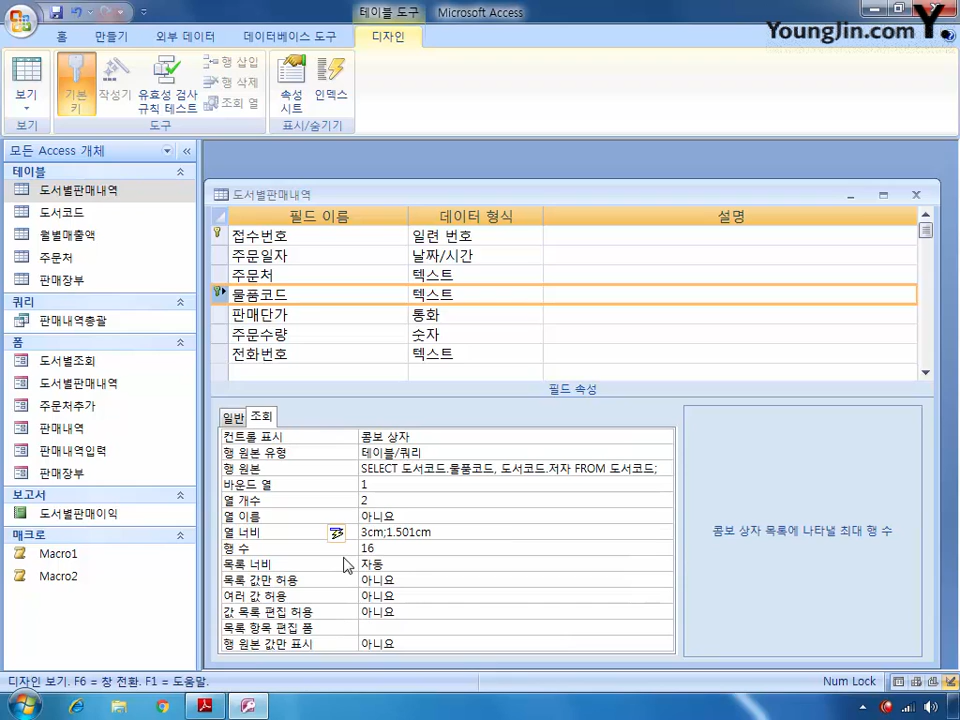 테이블 도구
Microsoft Access
YoungJin.com Y.
홈 만들기 외부 데이터 데이터베이스 도구 디자인
보기
기본 키
작성기
유효성 검사 규칙 테스트
행 삽입
행 삭제
조회 열
속성 시트
인덱스
보기 도구 표시/숨기기
모든 Access 개체
테이블
도서별판매내역
도서코드
월별매출액
주문처
판매장부
쿼리
판매내역총괄
폼
도서별조회
도서별판매내역
주문처추가
판매내역
판매내역입력
판매장부
보고서
도서별판매이익
매크로
Macro1
Macro2
도서별판매내역
필드 이름 데이터 형식 설명
접수번호 일련 번호
주문일자 날짜/시간
주문처 텍스트
물품코드 텍스트
판매단가 통화
주문수량 숫자
전화번호 텍스트
필드 속성
일반 조회
컨트롤 표시 콤보 상자
행 원본 유형 테이블/쿼리
행 원본 SELECT 도서코드.물품코드, 도서코드.저자 FROM 도서코드;
바운드 열 1
열 개수 2
열 이름 아니요
열 너비 3cm;1.501cm
행 수 16
목록 너비 자동
목록 값만 허용 아니요
여러 값 허용 아니요
값 목록 편집 허용 아니요
목록 항목 편집 폼
행 원본 값만 표시 아니요
콤보 상자 목록에 나타낼 최대 행 수
디자인 보기. F6 = 창 전환. F1 = 도움말.
Num Lock